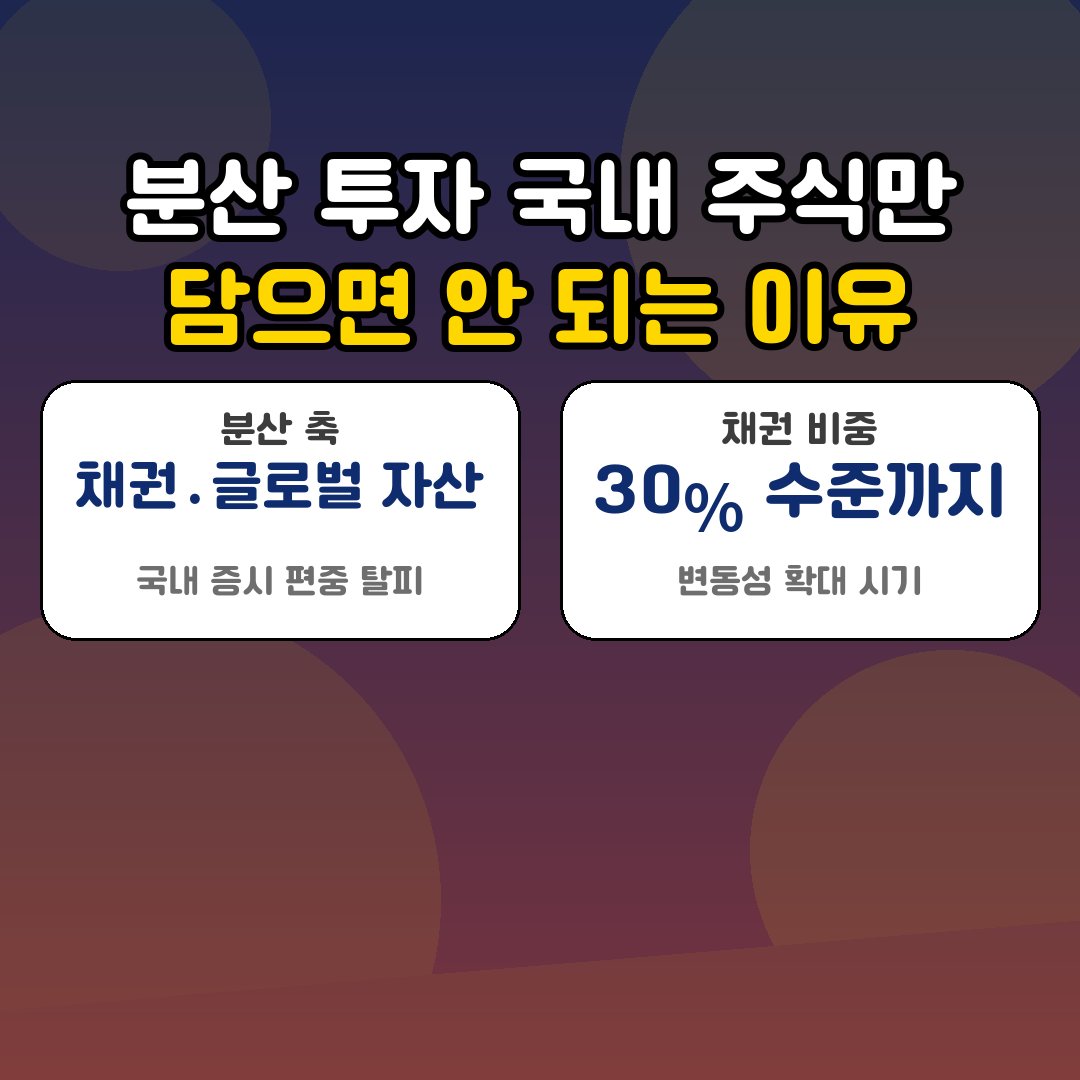 분산 투자 국내 주식만
담으면 안 되는 이유
분산 축
채권·글로벌 자산
국내 증시 편중 탈피
채권 비중
30% 수준까지
변동성 확대 시기